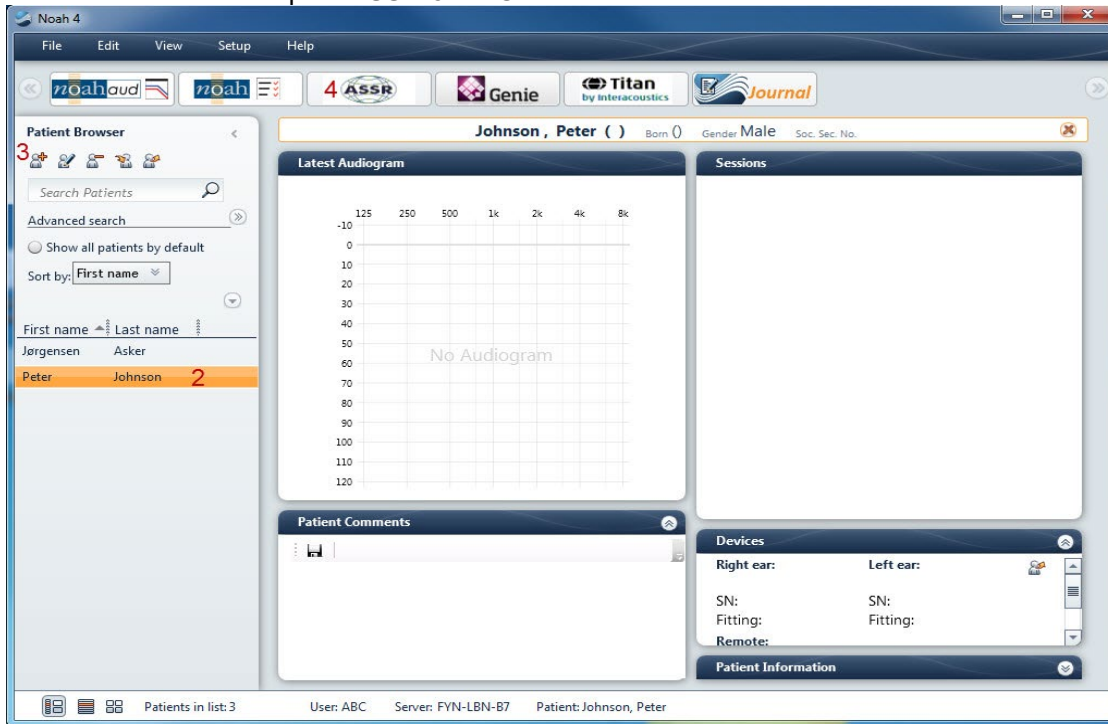 Noah 4
File Edit View Setup Help
noahaud noah 4 ASSR Genie Titan by Interacoustics Journal
Patient Browser
3
Search Patients
Advanced search
Show all patients by default
Sort by: First name
First name Last name
Jørgensen Asker
Peter Johnson 2
Johnson , Peter ( ) Born () Gender Male Soc. Sec. No.
Latest Audiogram
125 250 500 1k 2k 4k 8k
-10
0
10
20
30
40
50
60
70
80
90
100
110
120
No Audiogram
Patient Comments
Sessions
Devices
Right ear: Left ear:
SN: SN:
Fitting: Fitting:
Remote:
Patient Information
Patients in list: 3 User: ABC Server: FYN-LBN-B7 Patient: Johnson, Peter